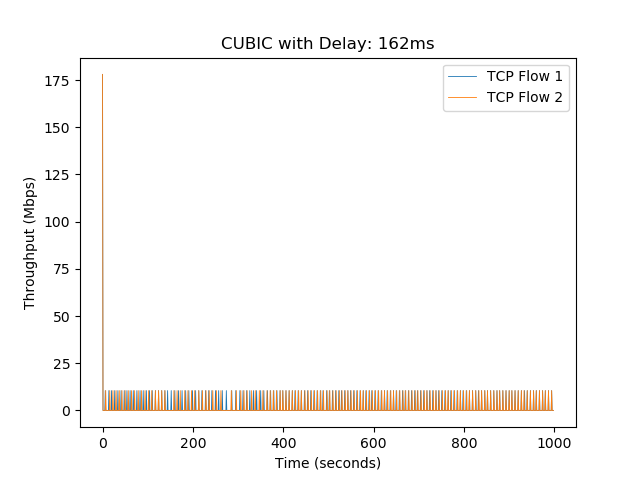 CUBIC with Delay: 162ms
TCP Flow 1
TCP Flow 2
Throughput (Mbps)
175
150
125
100
75
50
25
0
0 200 400 600 800 1000
Time (seconds)